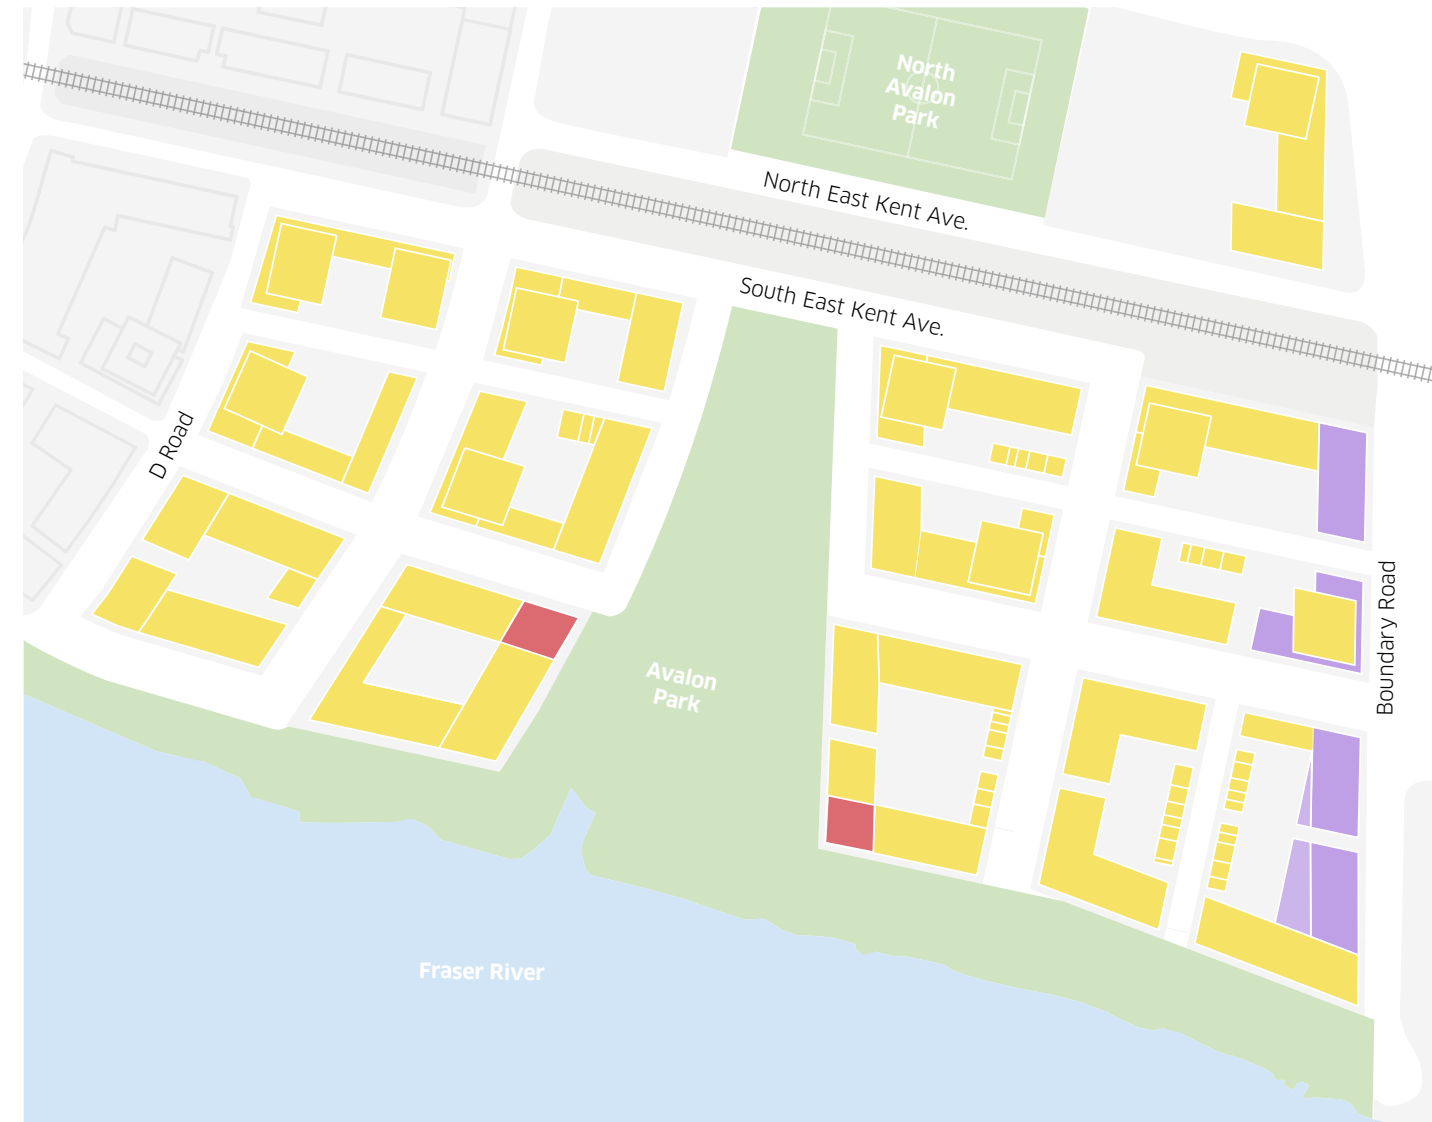 North
Avalon
Park
North East Kent Ave.
South East Kent Ave.
D Road
Boundary Road
Avalon
Park
Fraser River